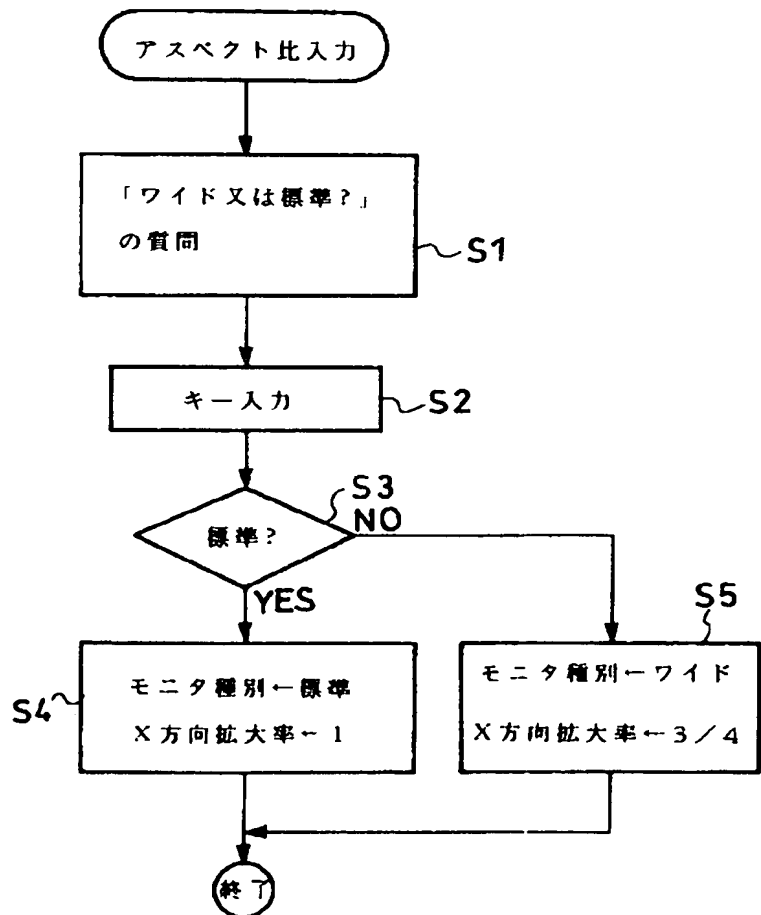 アスペクト比入力
「ワイド又は標準?」
の質問
S1
キー入力
S2
S3
標準?
NO
YES
S5
S4
モニタ種別←標準
X方向拡大率←1
モニタ種別←ワイド
X方向拡大率←3/4
終了